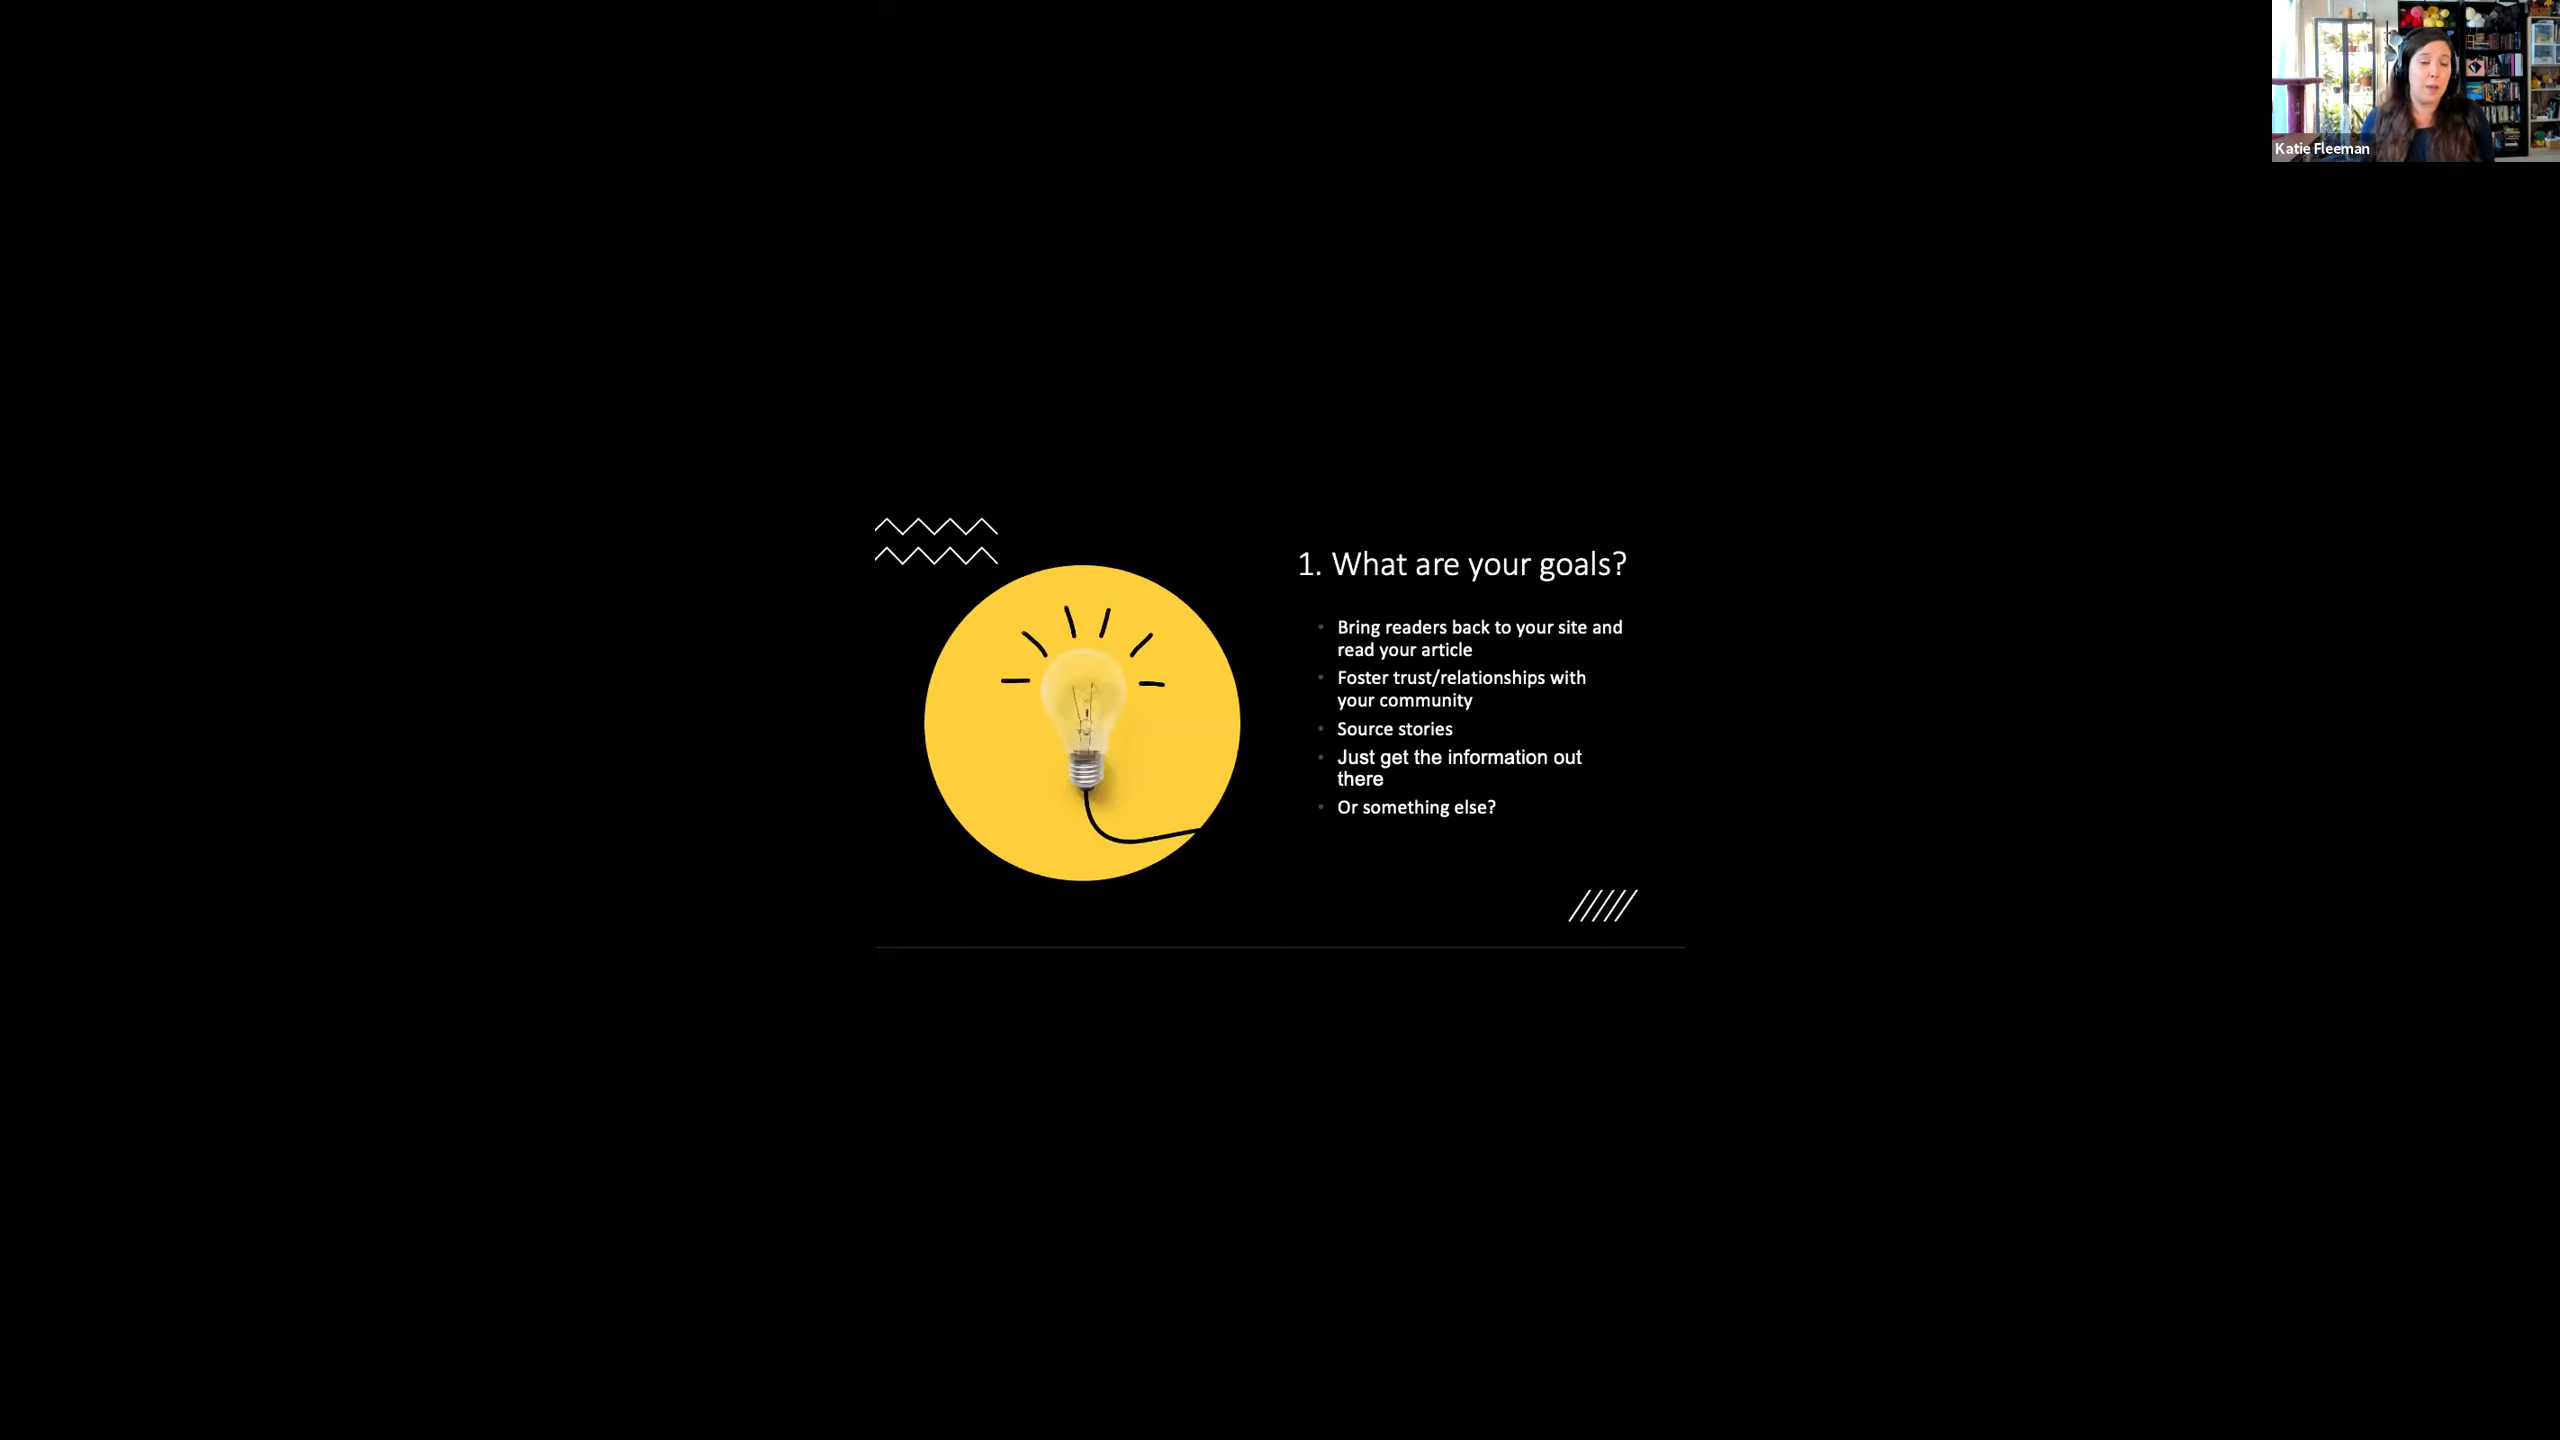 Katie Fleeman
1. What are your goals?
• Bring readers back to your site and
read your article
• Foster trust/relationships with
your community
• Source stories
• Just get the information out
there
• Or something else?